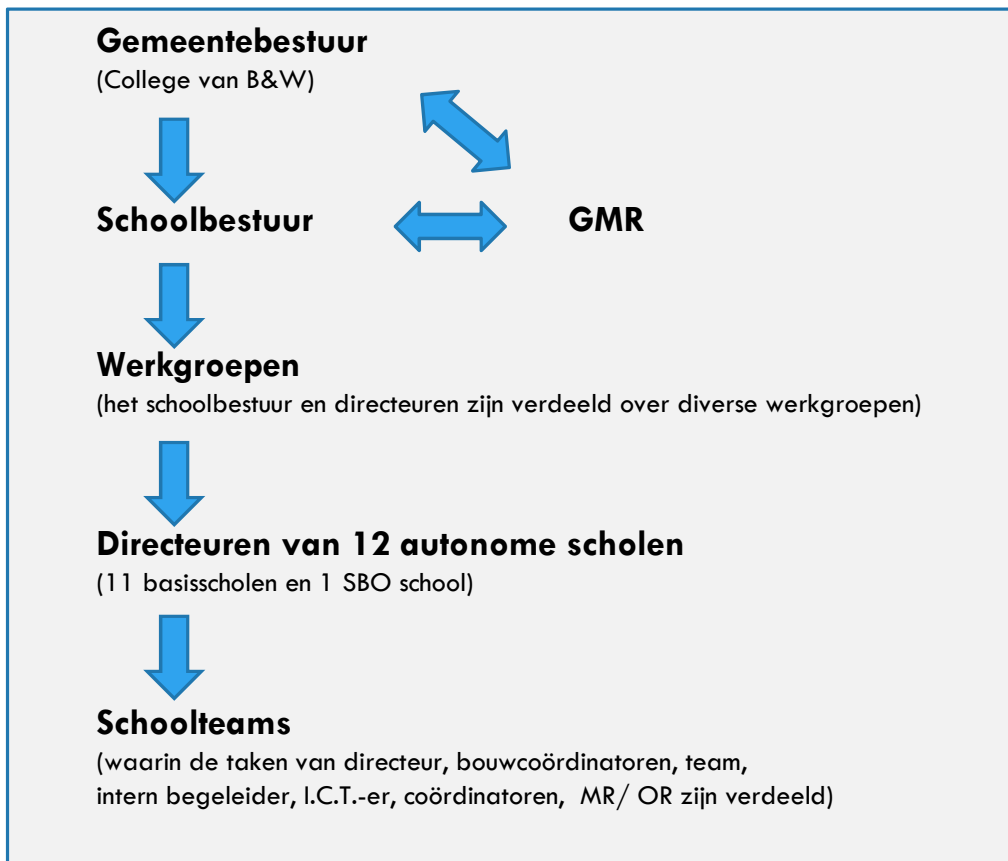 Gemeentebestuur
(College van B&W)
Schoolbestuur
GMR
Werkgroepen
(het schoolbestuur en directeuren zijn verdeeld over diverse werkgroepen)
Directeuren van 12 autonome scholen
(11 basisscholen en 1 SBO school)
Schoolteams
(waarin de taken van directeur, bouwcoördinatoren, team,
intern begeleider, I.C.T.-er, coördinatoren, MR/ OR zijn verdeeld)